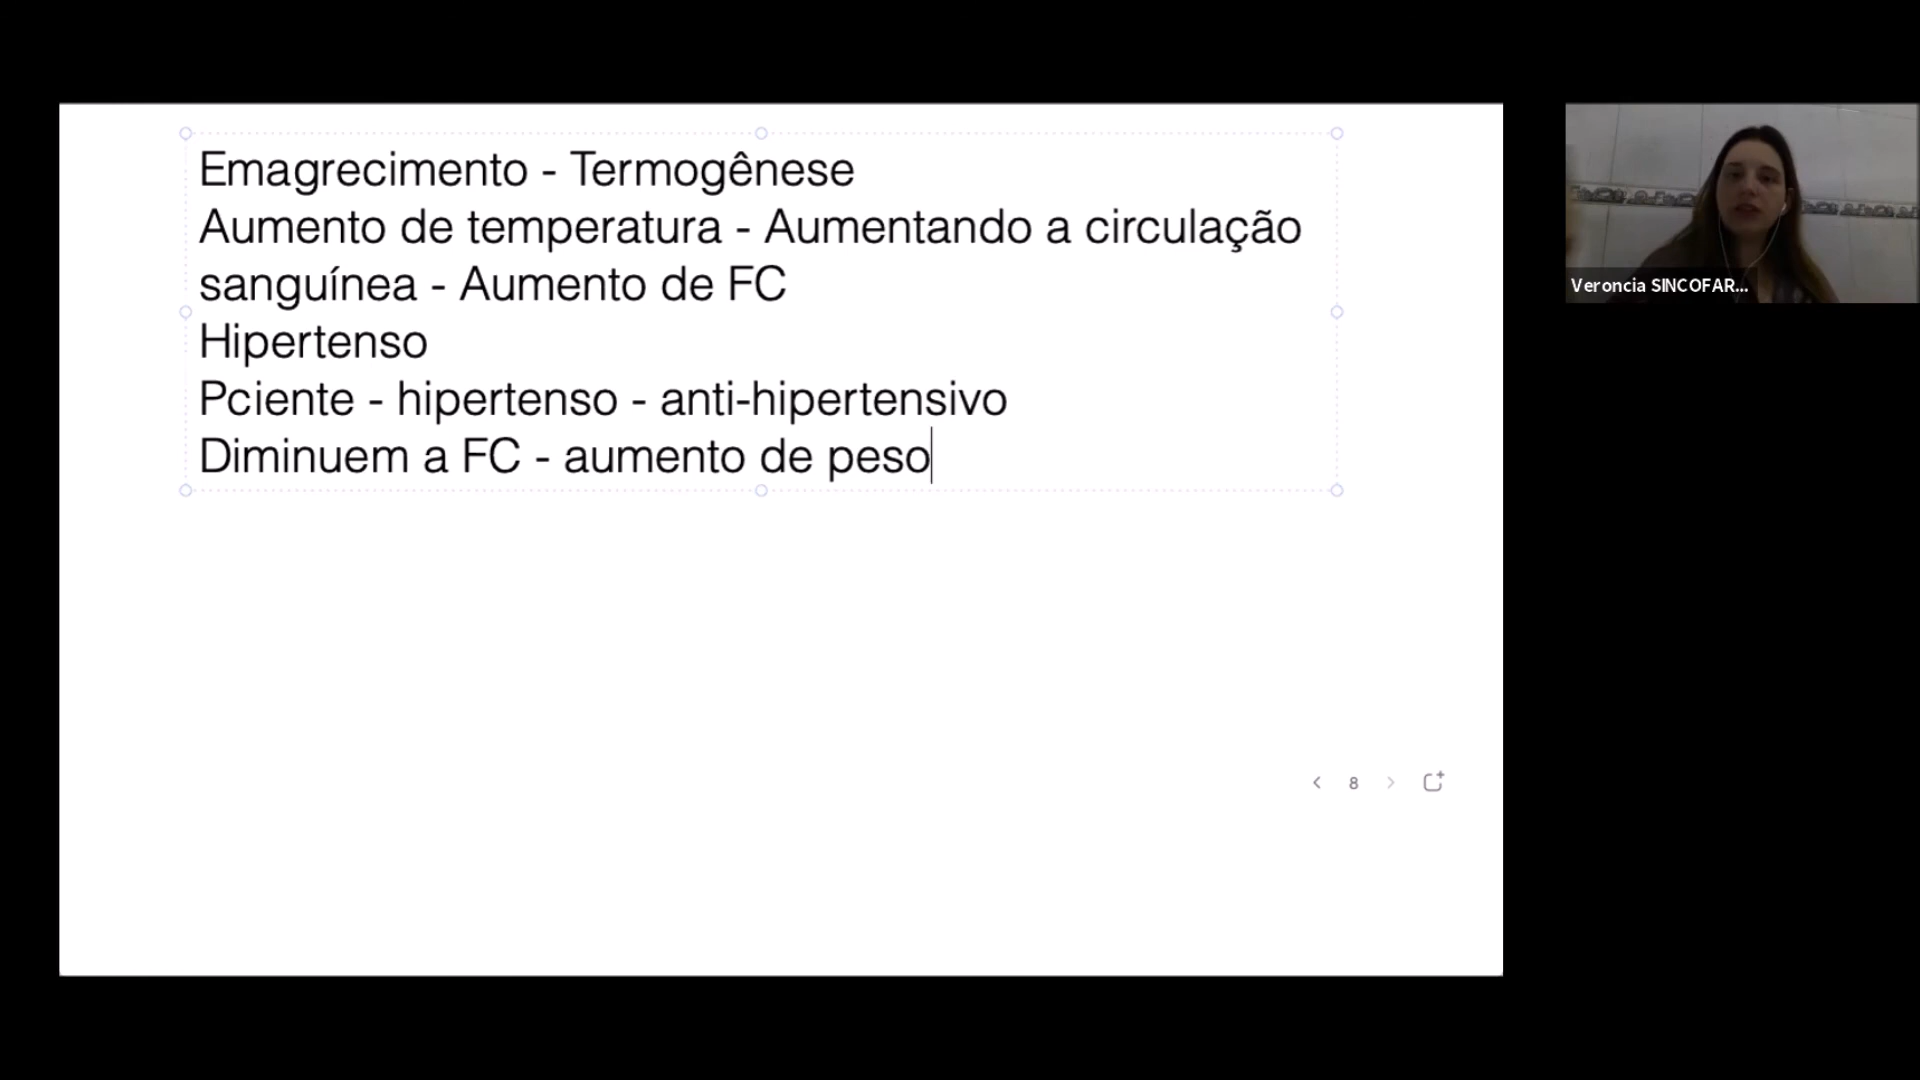 Emagrecimento - Termogênese
Aumento de temperatura - Aumentando a circulação
sanguínea - Aumento de FC
Hipertenso
Pciente - hipertenso - anti-hipertensivo
Diminuem a FC - aumento de peso
Veroncia SINCOFAR...
8